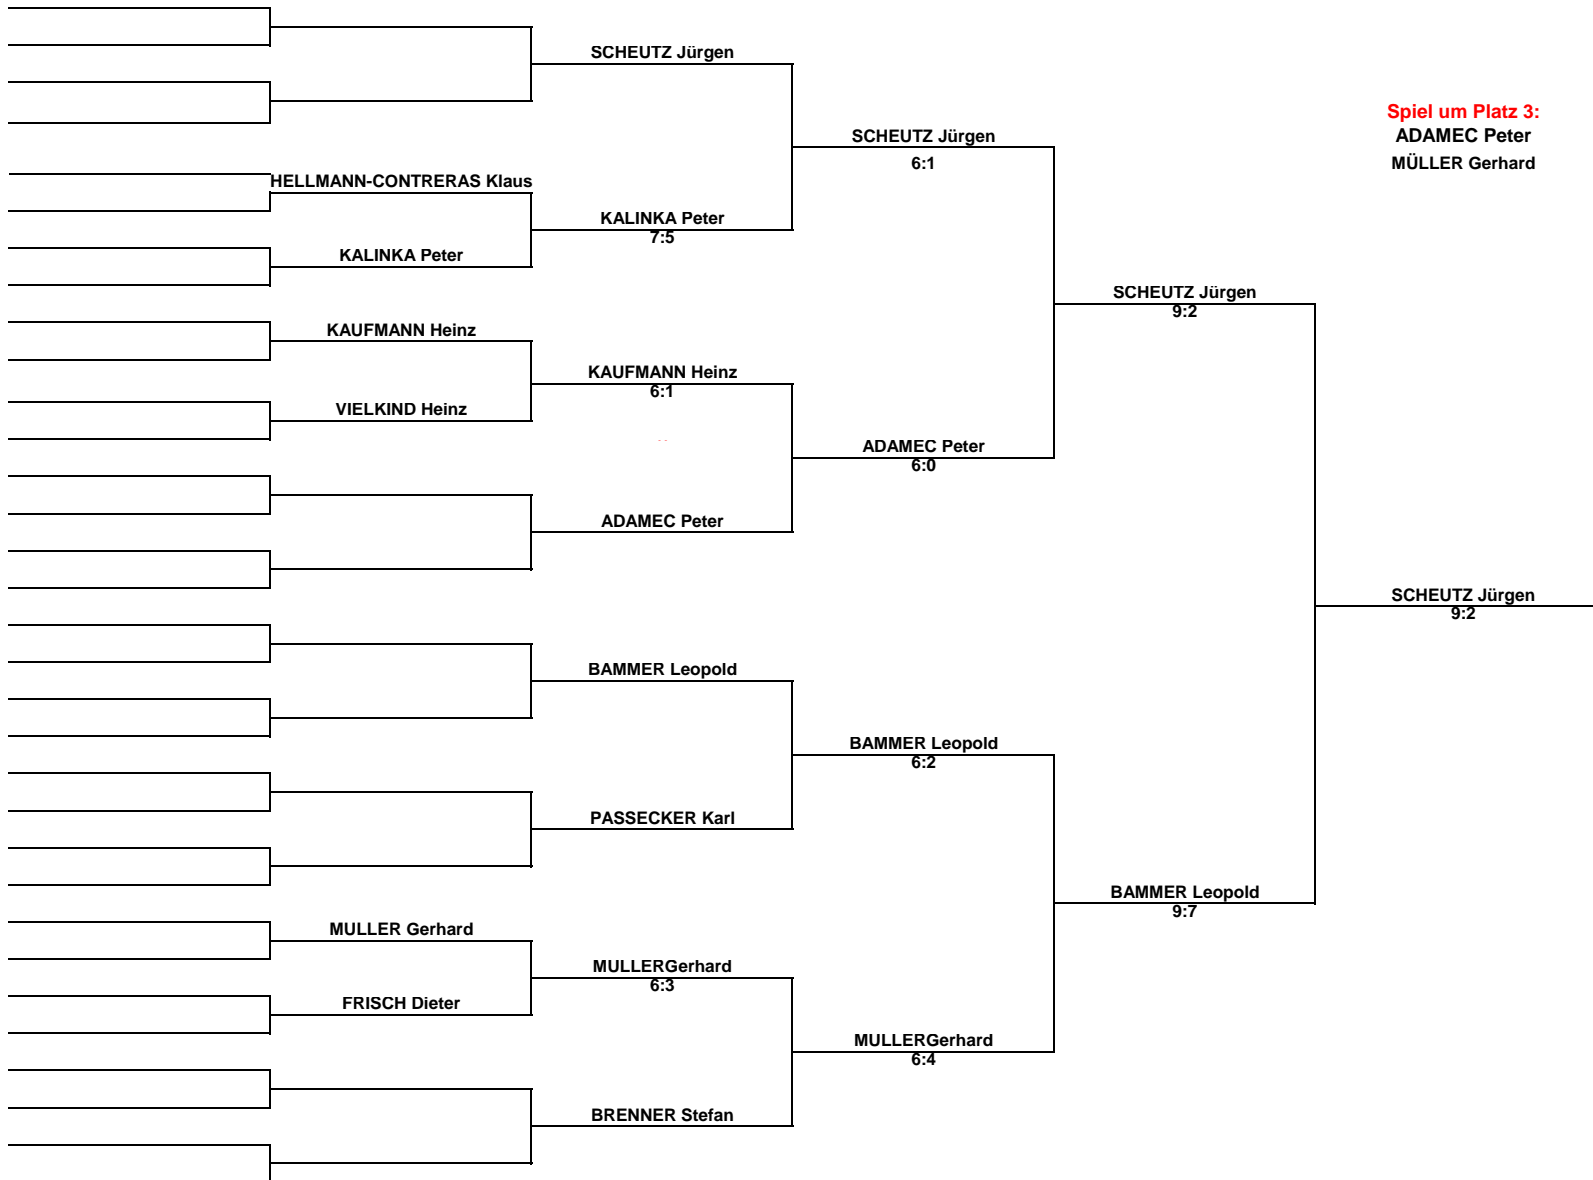 SCHEUTZ Jürgen
Spiel um Platz 3:
SCHEUTZ Jürgen
ADAMEC Peter
6:1
MÜLLER Gerhard
HELLMANN-CONTRERAS Klaus
KALINKA Peter
7:5
KALINKA Peter
SCHEUTZ Jürgen
9:2
KAUFMANN Heinz
KAUFMANN Heinz
6:1
VIELKIND Heinz
ADAMEC Peter
6:0
ADAMEC Peter
SCHEUTZ Jürgen
9:2
BAMMER Leopold
BAMMER Leopold
6:2
PASSECKER Karl
BAMMER Leopold
9:7
MULLER Gerhard
MULLERGerhard
6:3
FRISCH Dieter
MULLERGerhard
6:4
BRENNER Stefan